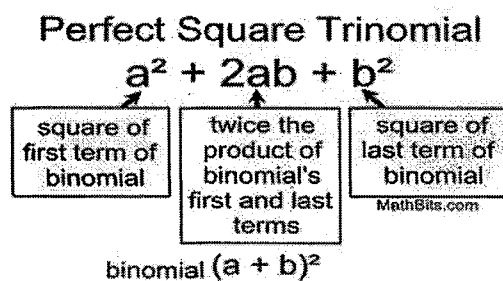 Perfect Square Trinomial
a² + 2ab + b²
square of
first term of
binomial
twice the
product of
binomial's
first and last
terms
square of
last term of
binomial
MathBits.com
binomial (a + b)²